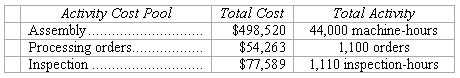 Activity Cost Pool Total Cost Total Activity
Assembly........................... $498,520 44,000 machine-hours
Processing orders................. $54,263 1,100 orders
Inspection.......................... $77,589 1,110 inspection-hours